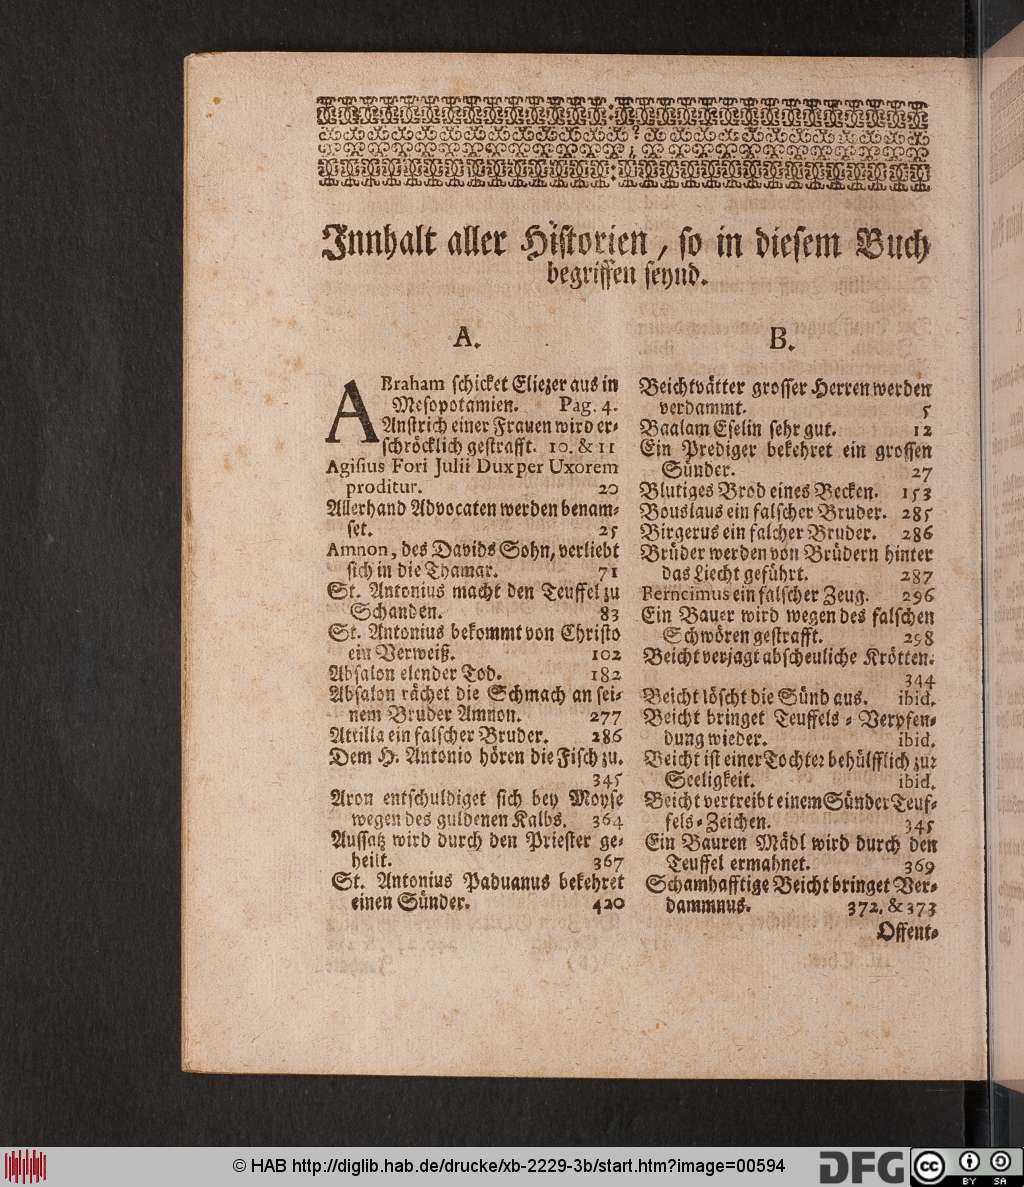 Innhalt aller Historien, so in diesem Buch
begriffen seynd.
A.
ABraham schicket Eliezer aus in
Mesopotamien. Pag. 4.
Anstrich einer Frauen wird er-
schröcklich gestrafft. 10. & 11
Agisius Fori Julii Dux per Uxorem
proditur. 20
Allerhand Advocaten werden benam-
set. 25
Amnon, des Davids Sohn, verliebt
sich in die Thamar. 71
St. Antonius macht den Teuffel zu
Schanden. 83
St. Antonius bekommt von Christo
ein Verweiß. 102
Absalon elender Tod. 182
Absalon rächet die Schmach an sei-
nem Bruder Amnon. 277
Attilla ein falscher Bruder. 286
Dem H. Antonio hören die Fisch zu.
345
Aron entschuldiget sich bey Moyse
wegen des guldenen Kalbs. 364
Aussatz wird durch den Priester ge-
heilt. 367
St. Antonius Paduanus bekehret
einen Sünder. 420
B.
Beichtvätter grosser Herren werden
verdammt. 5
Baalam Eselin sehr gut. 12
Ein Prediger bekehret ein grossen
Sünder. 27
Blutiges Brod eines Becken. 153
Bouslaus ein falscher Bruder. 285
Birgerus ein falcher Bruder. 286
Brüder werden von Brüdern hinter
das Liecht geführt. 287
Berncimus ein falscher Zeug. 296
Ein Bauer wird wegen des falschen
Schwören gestrafft. 298
Beicht verjagt abscheuliche Krötten.
344
Beicht löscht die Sünd aus. ibid.
Beicht bringet Teuffels-Verpfen-
dung wieder. ibid.
Beicht ist einer Tochter behülfflich zur
Seeligkeit. ibid.
Beicht vertreibt einem Sünder Teuf-
fels-Zeichen. 345
Ein Bauren Mädl wird durch den
Teuffel ermahnet. 369
Schamhafftige Beicht bringet Ver-
dammnus. 372. & 373
Offent-
© HAB http://diglib.hab.de/drucke/xb-2229-3b/start.htm?image=00594
DFG
cc BY SA